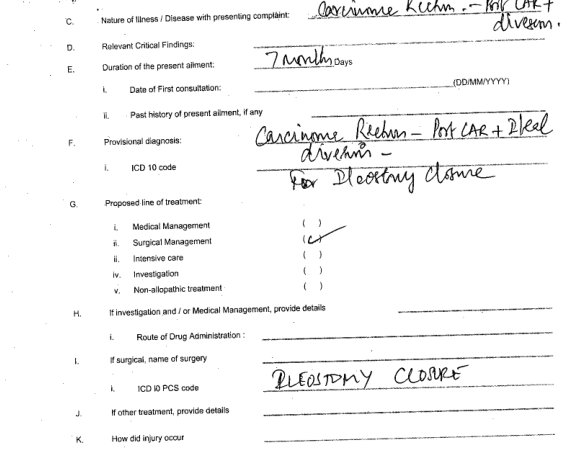 C. Nature of Illness / Disease with presenting complaint: Carcinome Rectum. - Post LAR +
diversion.
D. Relevant Critical Findings:
E. Duration of the present ailment: 7 months Days
i. Date of First consultation: (DD/MM/YYYY)
ii. Past history of present ailment, if any
F. Provisional diagnosis: Carcinome Rectum - Post LAR + Ileal
diversion -
i. ICD 10 code
For Ileostomy closure
G. Proposed line of treatment:
i. Medical Management ( )
ii. Surgical Management ( ✓ )
ii. Intensive care ( )
iv. Investigation ( )
v. Non-allopathic treatment ( )
H. If investigation and / or Medical Management, provide details
i. Route of Drug Administration :
I. If surgical, name of surgery
ILEOSTOMY CLOSURE
i. ICD I0 PCS code
J. If other treatment, provide details
K. How did injury occur